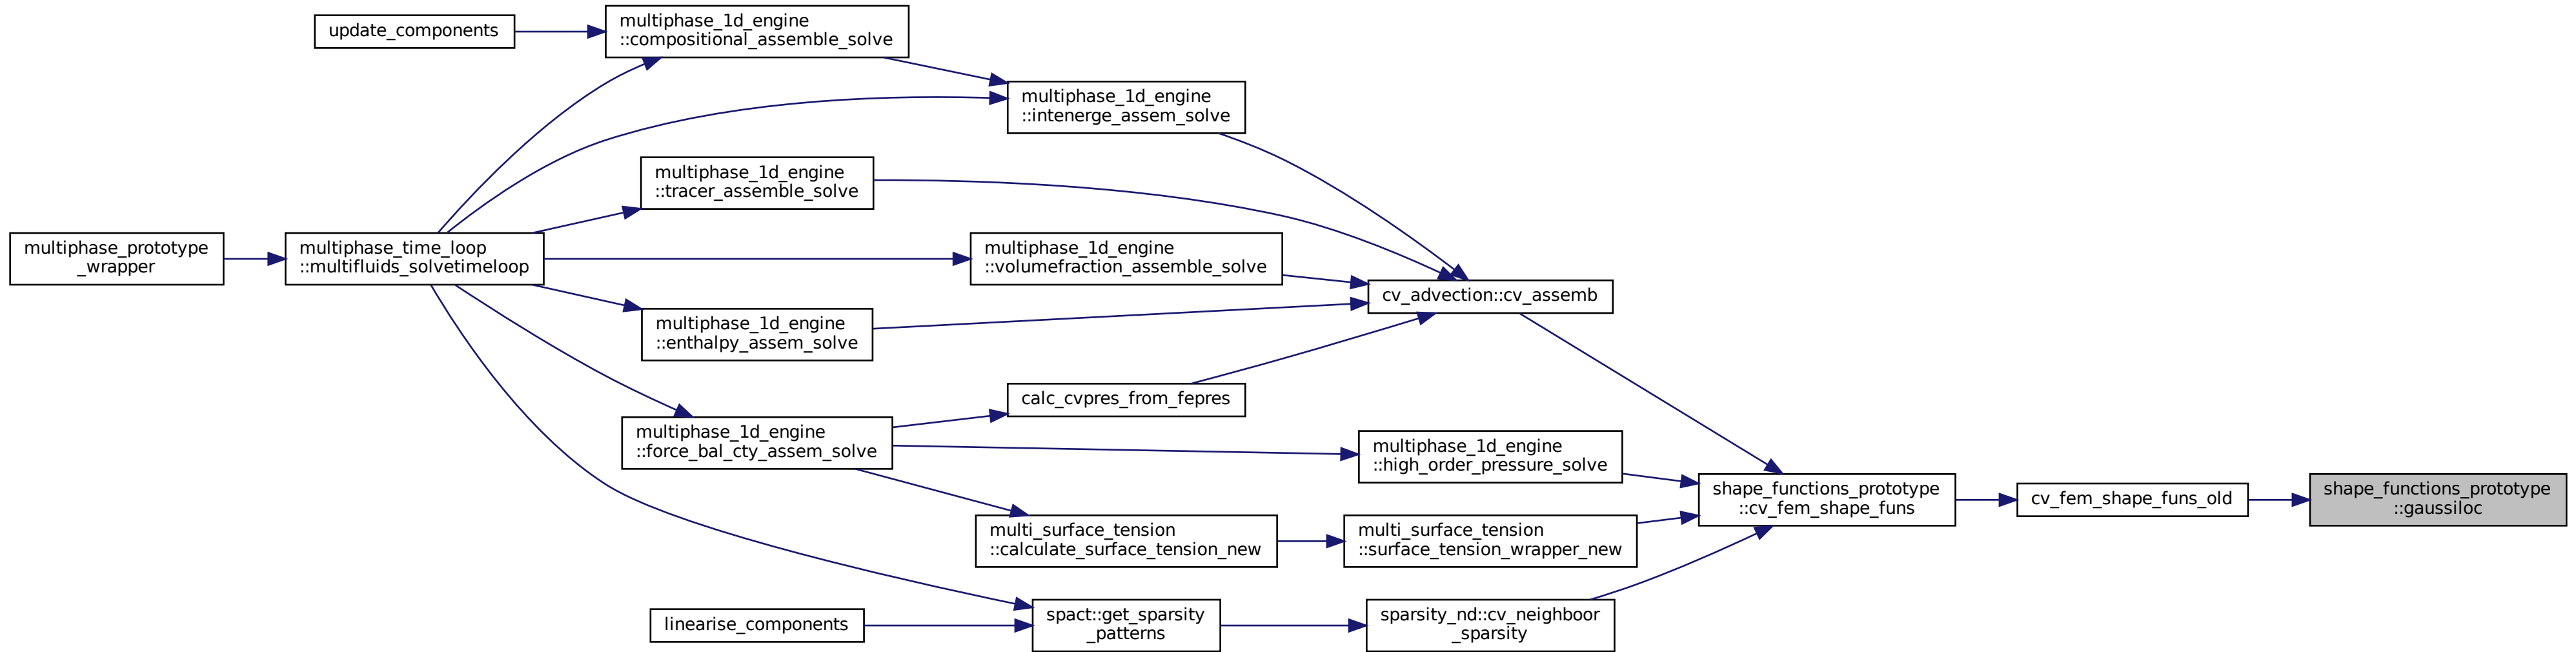 update_components
multiphase_1d_engine
::compositional_assemble_solve
multiphase_1d_engine
::intenerge_assem_solve
multiphase_1d_engine
::tracer_assemble_solve
multiphase_prototype
_wrapper
multiphase_time_loop
::multifluids_solvetimeloop
multiphase_1d_engine
::volumefraction_assemble_solve
cv_advection::cv_assemb
multiphase_1d_engine
::enthalpy_assem_solve
calc_cvpres_from_fepres
multiphase_1d_engine
::force_bal_cty_assem_solve
multiphase_1d_engine
::high_order_pressure_solve
shape_functions_prototype
::cv_fem_shape_funs
cv_fem_shape_funs_old
shape_functions_prototype
::gaussiloc
multi_surface_tension
::calculate_surface_tension_new
multi_surface_tension
::surface_tension_wrapper_new
linearise_components
spact::get_sparsity
_patterns
sparsity_nd::cv_neighboor
_sparsity